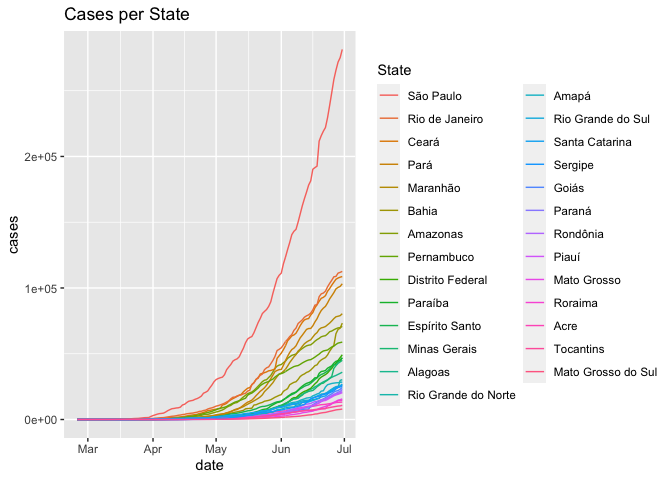 Cases per State
cases
2e+05
1e+05
0e+00
Mar Apr May Jun Jul
date
State
São Paulo
Rio de Janeiro
Ceará
Pará
Maranhão
Bahia
Amazonas
Pernambuco
Distrito Federal
Paraíba
Espírito Santo
Minas Gerais
Alagoas
Rio Grande do Norte
Amapá
Rio Grande do Sul
Santa Catarina
Sergipe
Goiás
Paraná
Rondônia
Piauí
Mato Grosso
Roraima
Acre
Tocantins
Mato Grosso do Sul